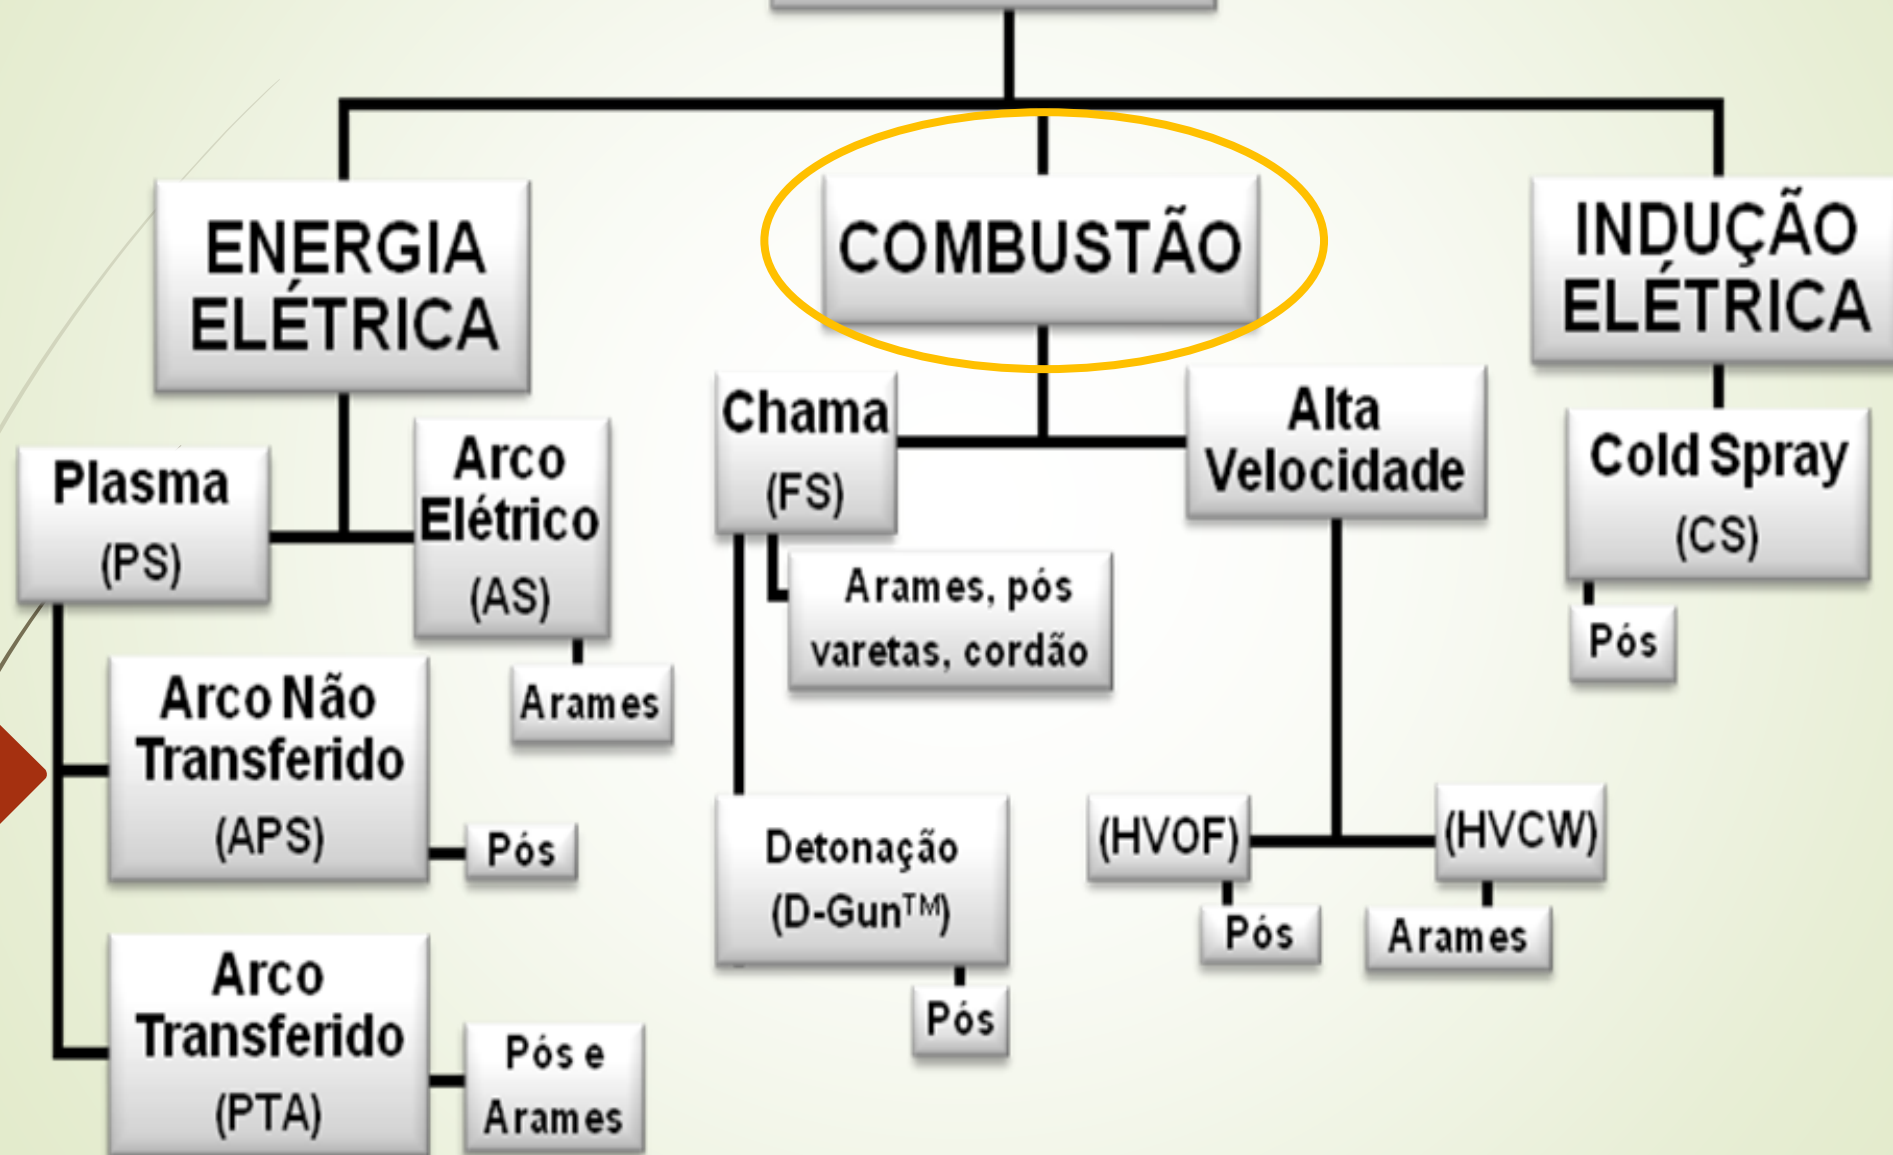 ENERGIA
ELÉTRICA
COMBUSTÃO
INDUÇÃO
ELÉTRICA
Plasma
(PS)
Arco
Elétrico
(AS)
Arames
Arco Não
Transferido
(APS)
Pós
Arco
Transferido
(PTA)
Pós e
Arames
Chama
(FS)
Arames, pós
varetas, cordão
Detonação
(D-Gun™)
Pós
Alta
Velocidade
(HVOF)
Pós
(HVCW)
Arames
Cold Spray
(CS)
Pós